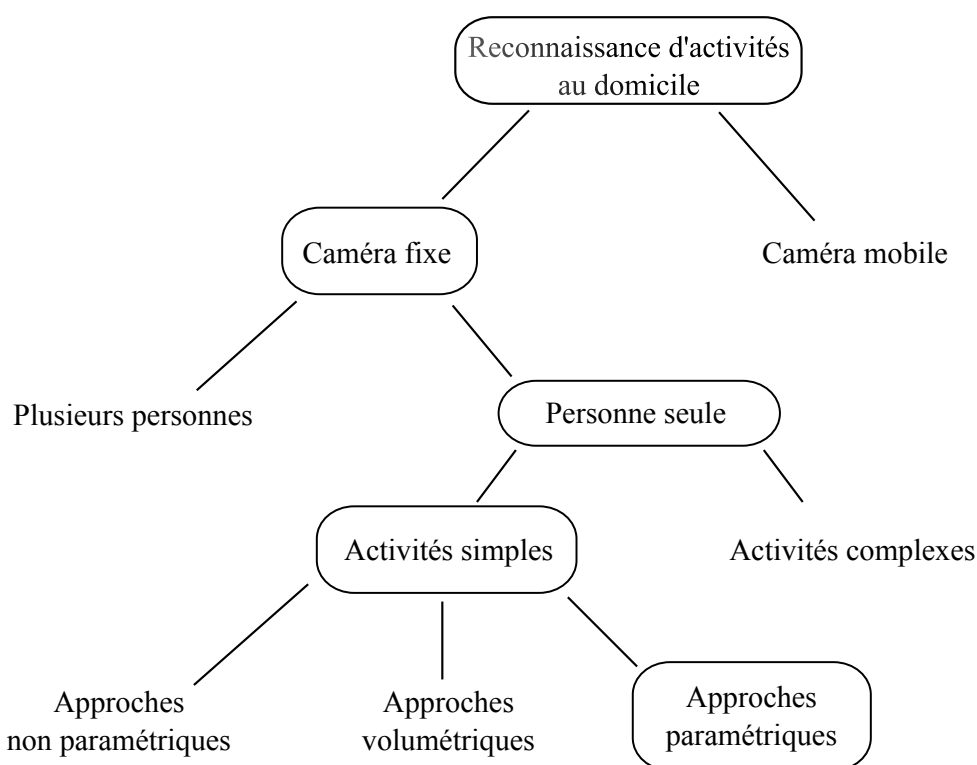 Reconnaissance d'activités
au domicile
Caméra fixe
Caméra mobile
Plusieurs personnes
Personne seule
Activités simples
Activités complexes
Approches
non paramétriques
Approches
volumétriques
Approches
paramétriques